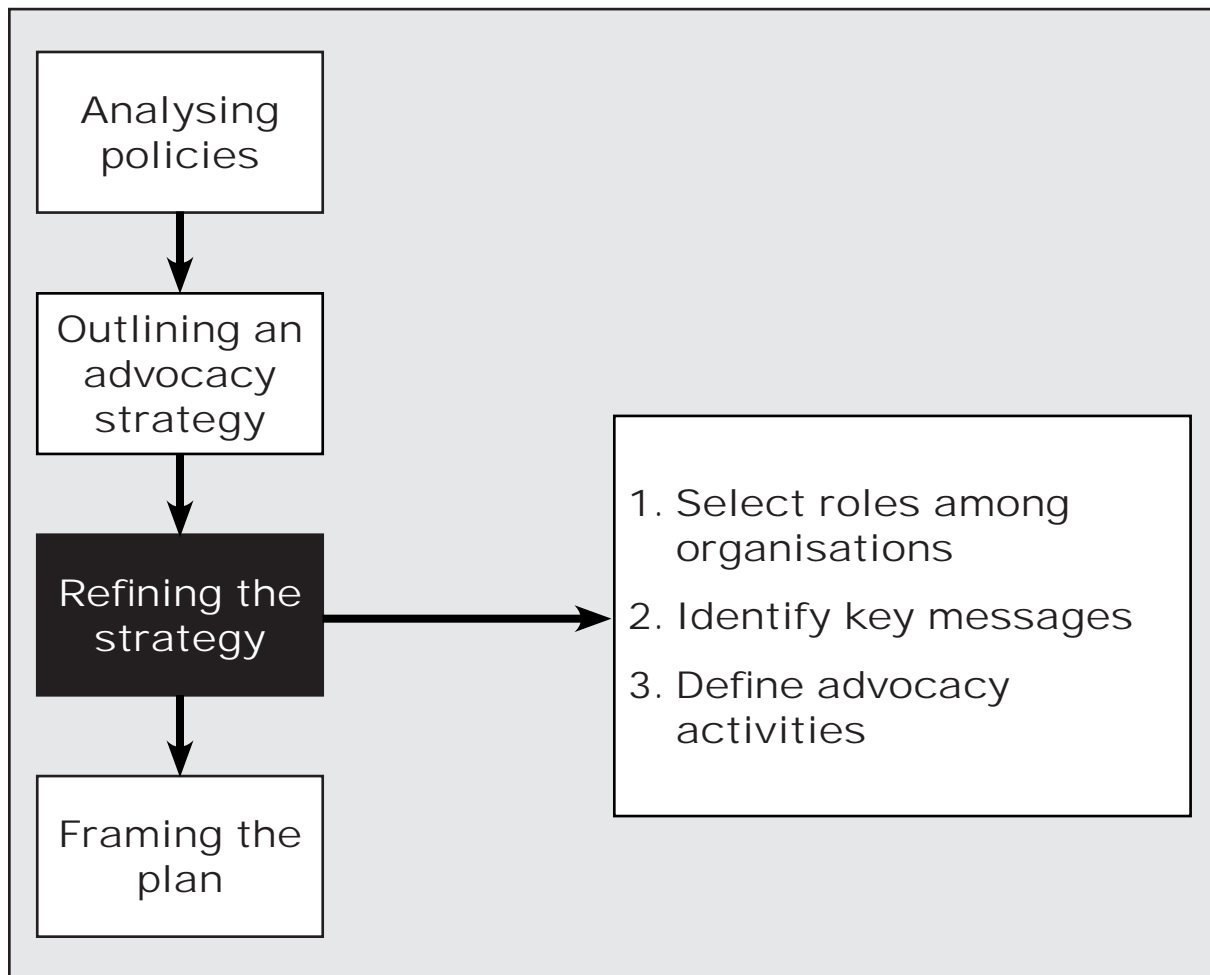 Analysing
policies
Outlining an
advocacy
strategy
Refining the
strategy
Framing the
plan
1. Select roles among
organisations
2. Identify key messages
3. Define advocacy
activities